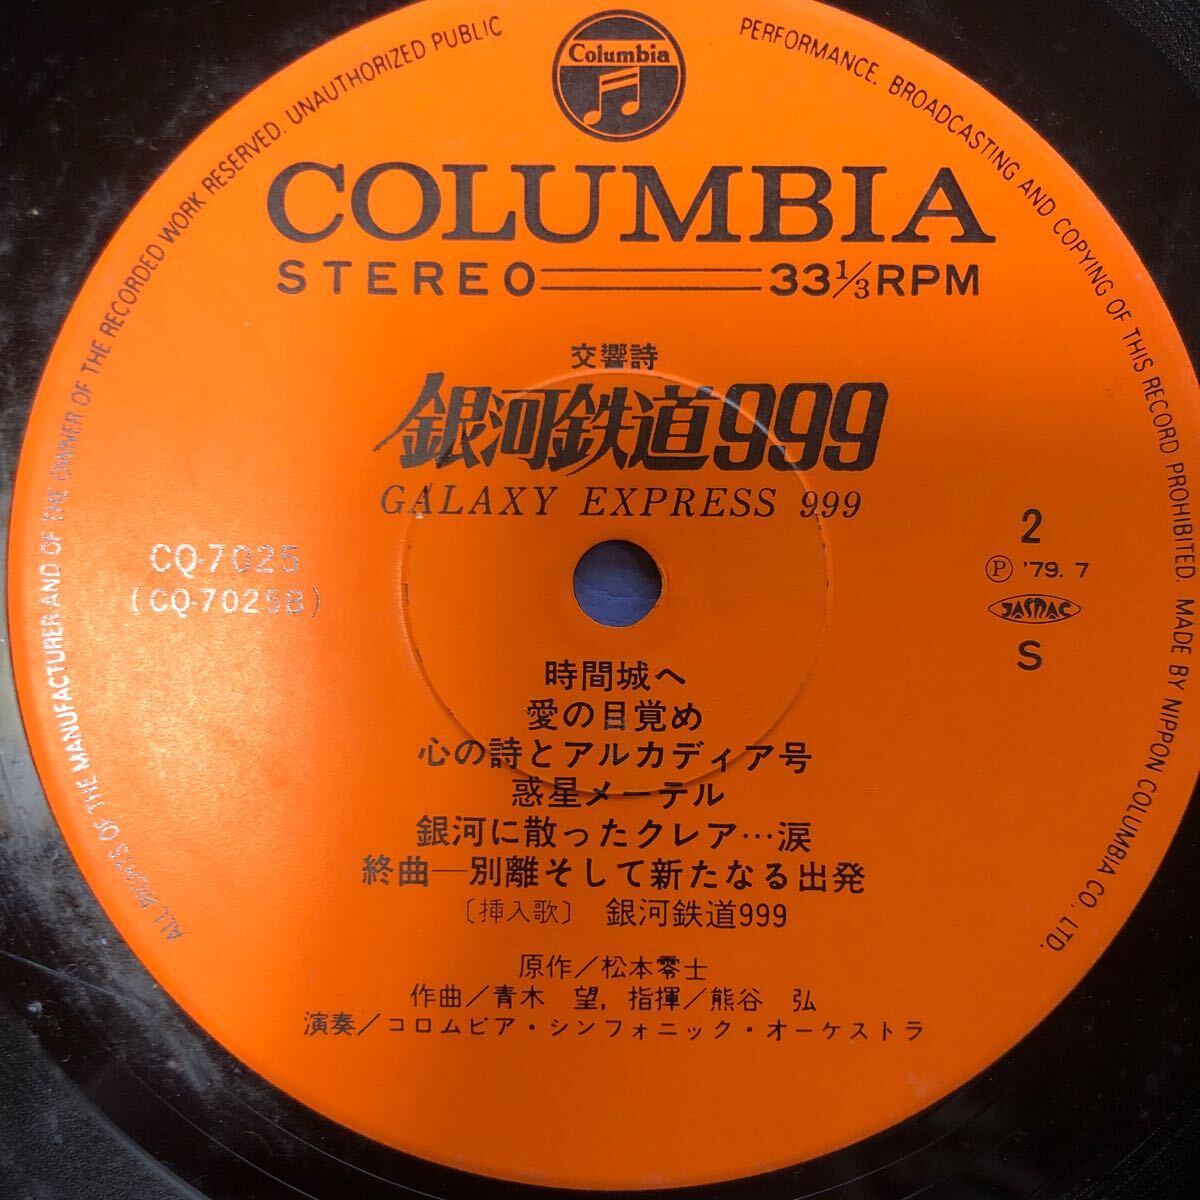 Columbia
ALL RIGHTS OF THE MANUFACTURER AND OF THE OWNER OF THE RECORDED WORK RESERVED. UNAUTHORIZED PUBLIC PERFORMANCE. BROADCASTING AND COPYING OF THIS RECORD PROHIBITED. MADE BY NIPPON COLUMBIA CO., LTD.
COLUMBIA
STEREO 33⅓RPM
交響詩
銀河鉄道999
GALAXY EXPRESS 999
CQ-7025
(CQ-7025B)
2
Ⓟ '79. 7
JASRAC
S
時間城へ
愛の目覚め
心の詩とアルカディア号
惑星メーテル
銀河に散ったクレア…涙
終曲—別離そして新たなる出発
〔挿入歌〕 銀河鉄道999
原作/松本零士
作曲/青木 望, 指揮/熊谷 弘
演奏/コロムビア・シンフォニック・オーケストラ